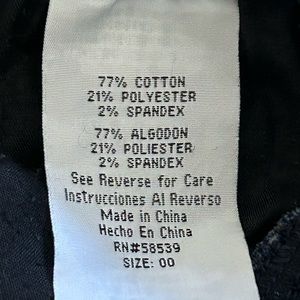 77% COTTON
21% POLYESTER
2% SPANDEX
77% ALGODON
21% POLIESTER
2% SPANDEX
See Reverse for Care
Instrucciones Al Reverso
Made in China
Hecho En China
RN#58539
SIZE: 00